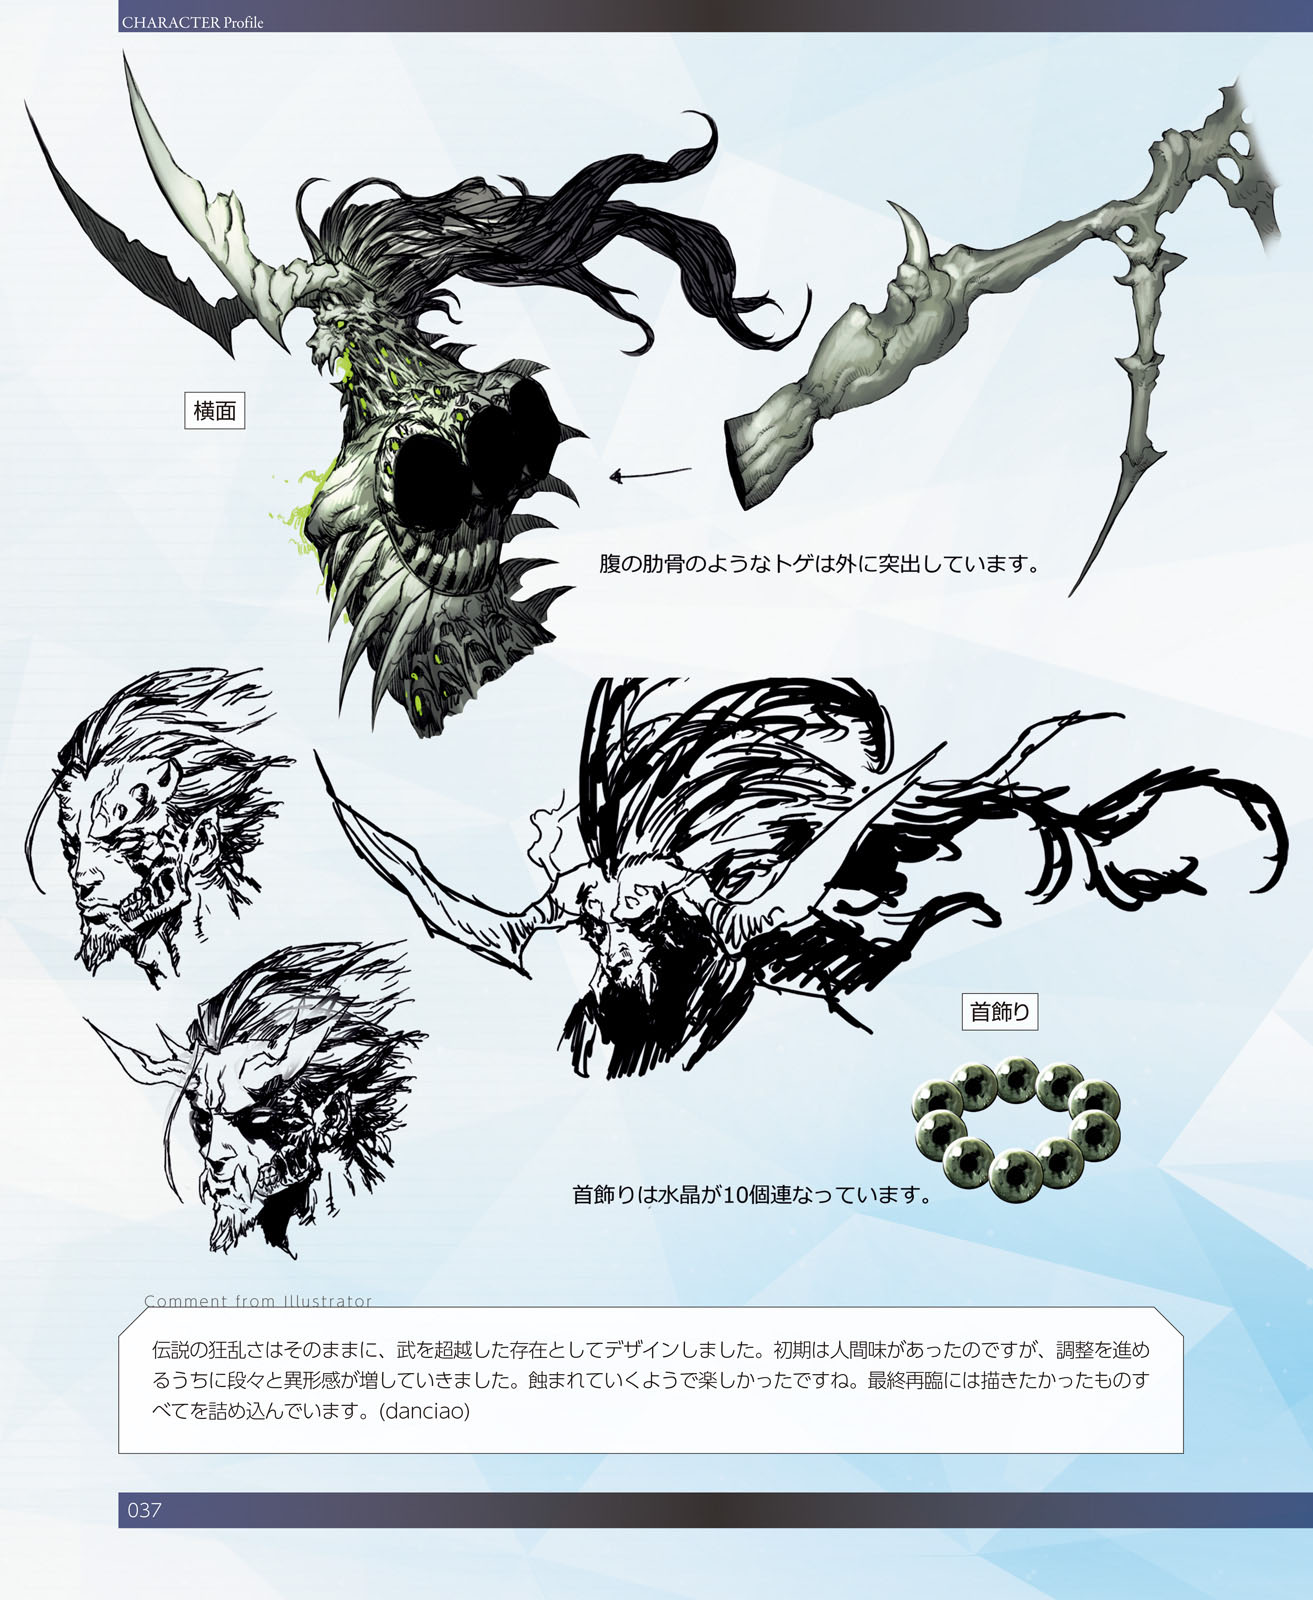 CHARACTER Profile
横面
腹の肋骨のようなトゲは外に突出しています。
首飾り
首飾りは水晶が10個連なっています。
Comment from Illustrator
伝説の狂乱さはそのままに、武を超越した存在としてデザインしました。初期は人間味があったのですが、調整を進め
るうちに段々と異形感が増していきました。蝕まれていくようで楽しかったですね。最終再臨には描きたかったものす
べてを詰め込んでいます。(danciao)
037